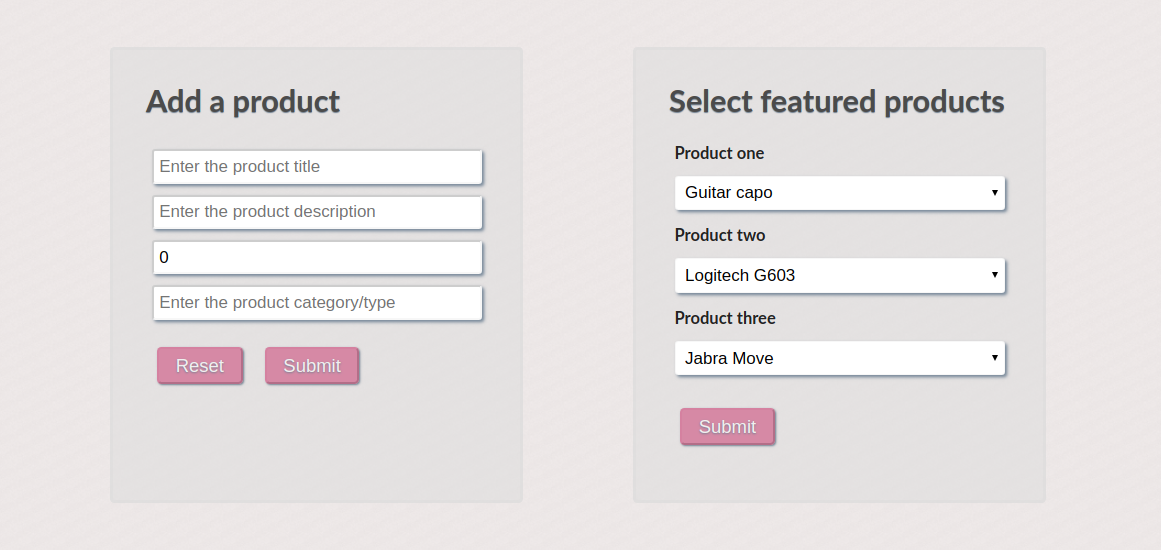 Add a product
Enter the product title
Enter the product description
0
Enter the product category/type
Reset Submit
Select featured products
Product one
Guitar capo
Product two
Logitech G603
Product three
Jabra Move
Submit